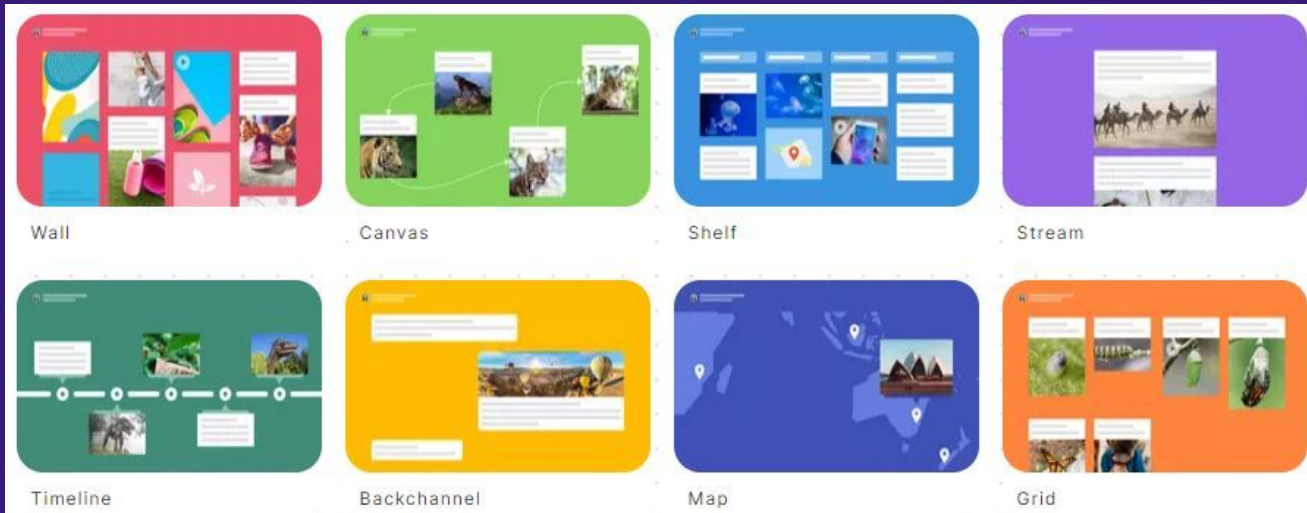 Wall
Canvas
Shelf
Stream
Timeline
Backchannel
Map
Grid